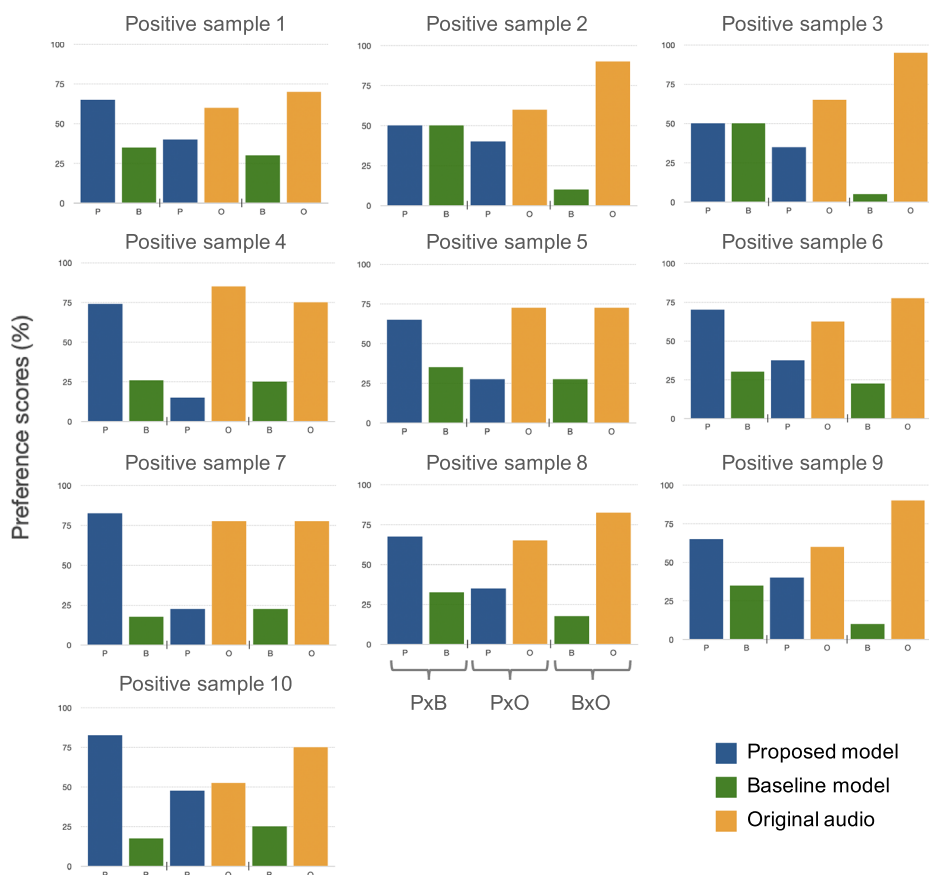 Positive sample 1
100
75
50
25
0
P B P O B O
Positive sample 2
100
75
50
25
0
P B P O B O
Positive sample 3
100
75
50
25
0
P B P O B O
Preference scores (%)
Positive sample 4
100
75
50
25
0
P B P O B O
Positive sample 5
100
75
50
25
0
P B P O B O
Positive sample 6
100
75
50
25
0
P B P O B O
Positive sample 7
100
75
50
25
0
P B P O B O
Positive sample 8
100
75
50
25
0
P B P O B O
PxB PxO BxO
Positive sample 9
100
75
50
25
0
P B P O B O
Positive sample 10
100
75
50
25
0
Proposed model
Baseline model
Original audio